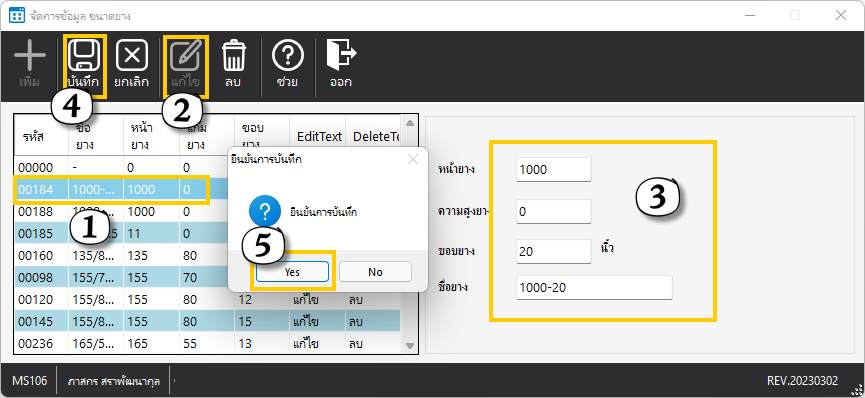 จัดการข้อมูล ขนาดยาง
เพิ่ม บันทึก ยกเลิก แก้ไข ลบ ช่วย ออก
4 2
รหัส ชื่อยาง หน้ายาง แก้มยาง ขอบยาง EditText DeleteTe
00000 - 0 0
00184 1000-... 1000 0
00188 1000 0
00185 5 11 0
00160 135/8... 135 80
00098 155/7... 155 70
00120 155/8... 155 80 12 แก้ไข ลบ
00145 155/8... 155 80 15 แก้ไข ลบ
00236 165/5... 165 55 13 แก้ไข ลบ
1
ยืนยันการบันทึก
ยืนยันการบันทึก
5
Yes No
หน้ายาง 1000
3
ความสูงยาง 0
ขอบยาง 20 นิ้ว
ชื่อยาง 1000-20
MS106 ภาสกร สราพัฒนากุล REV.20230302